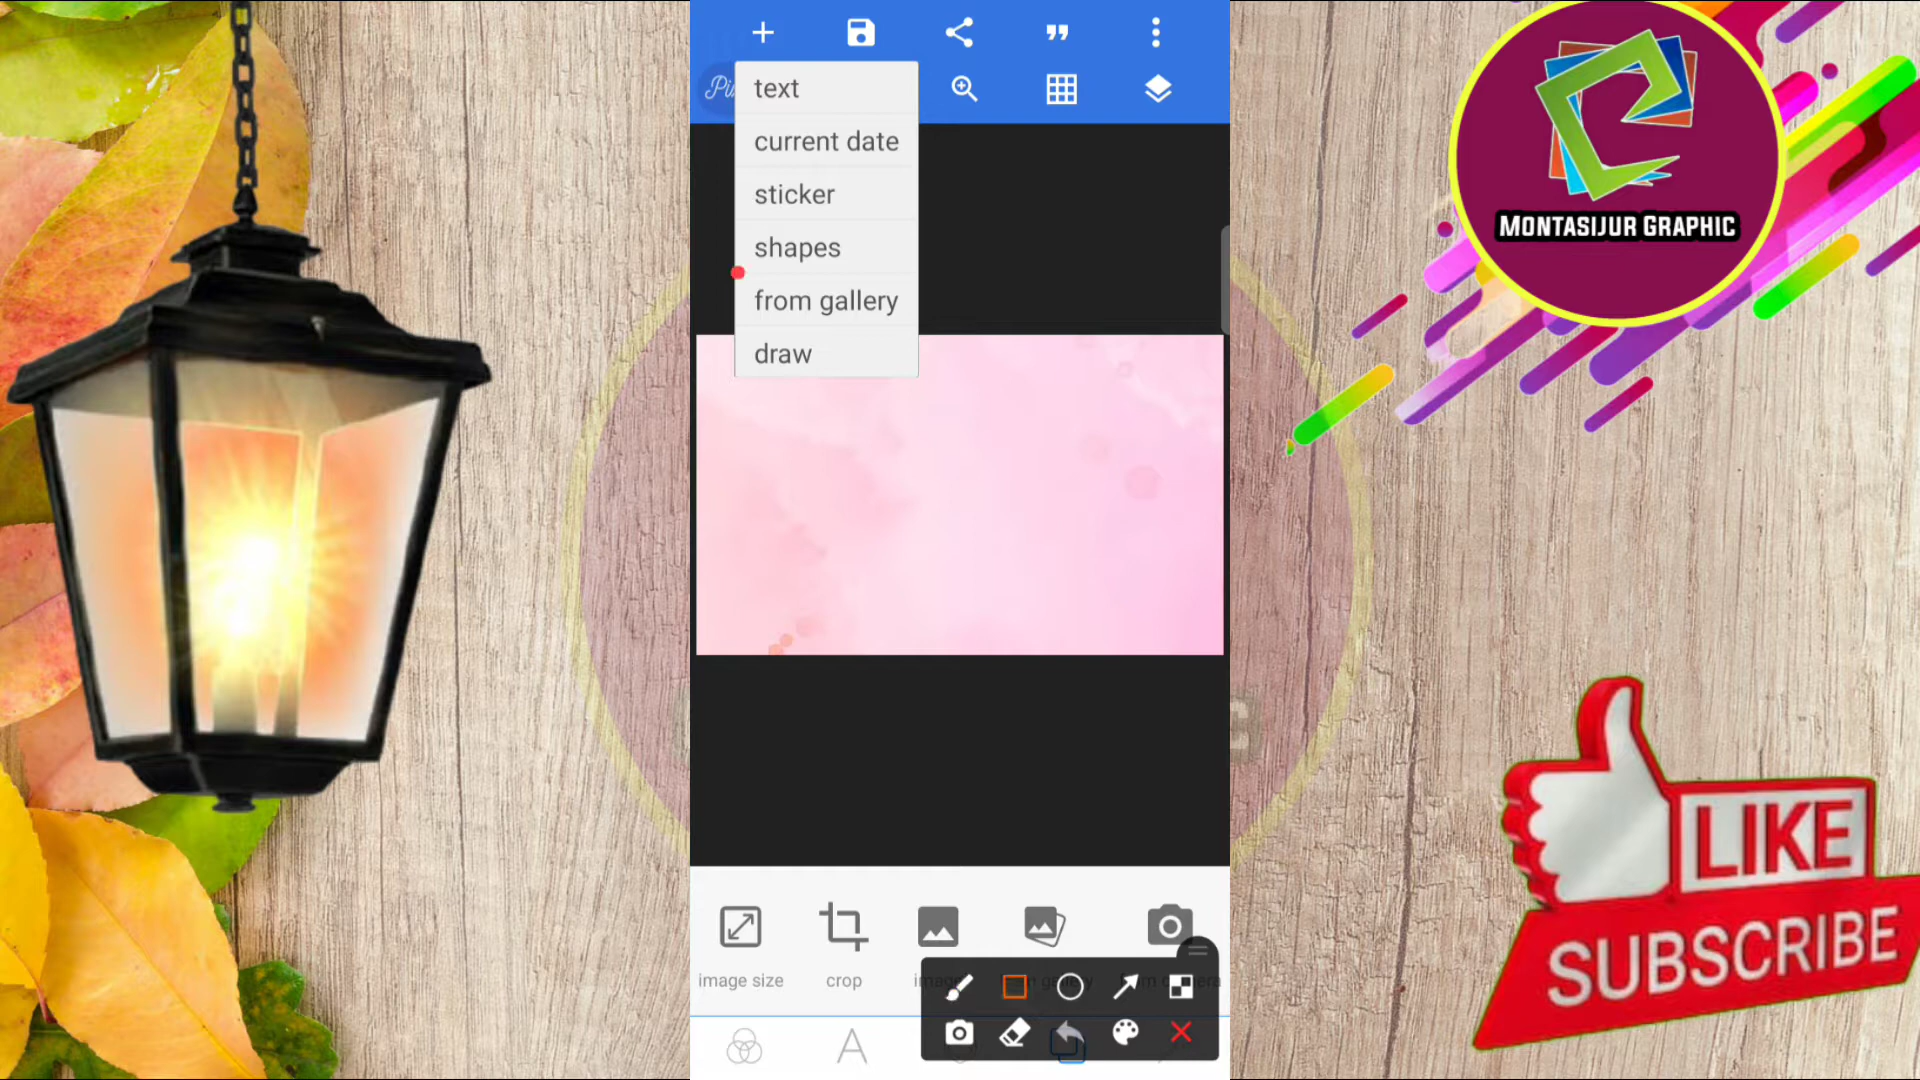 text
current date
sticker
shapes
from gallery
draw
MONTASIJUR GRAPHIC
image size
crop
LIKE
SUBSCRIBE